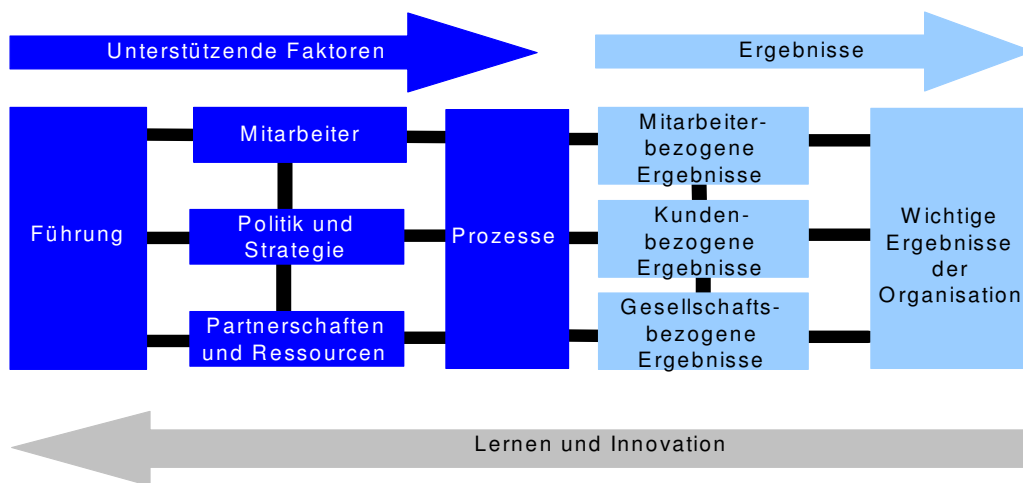 Unterstützende Faktoren
Ergebnisse
Führung
Mitarbeiter
Politik und
Strategie
Partnerschaften
und Ressourcen
Prozesse
Mitarbeiter-
bezogene
Ergebnisse
Kunden-
bezogene
Ergebnisse
Gesellschafts-
bezogene
Ergebnisse
Wichtige
Ergebnisse
der
Organisation
Lernen und Innovation